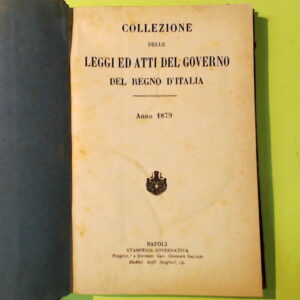 COLLEZIONE
DELLE
LEGGI ED ATTI DEL GOVERNO
DEL REGNO D'ITALIA
Anno 1879
NAPOLI
STAMPERIA GOVERNATIVA